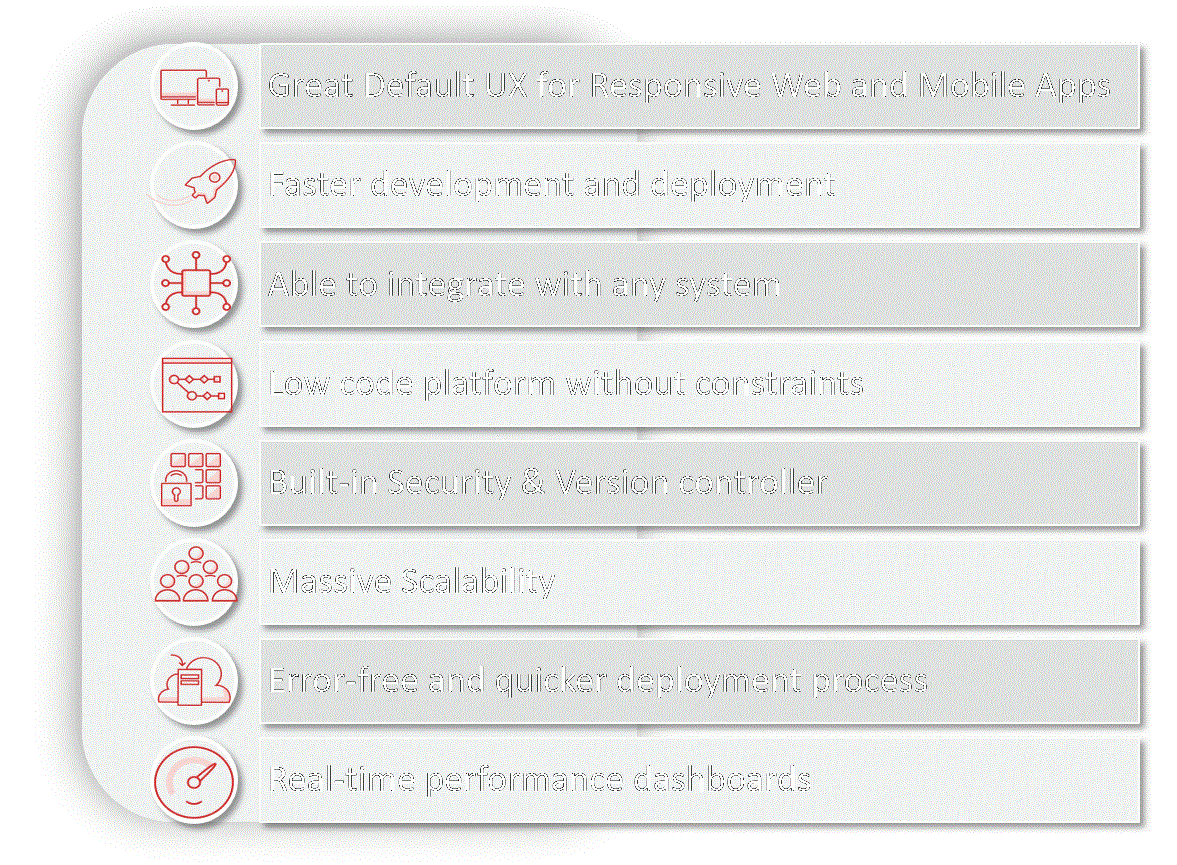 Great Default UX for Responsive Web and Mobile Apps
Faster development and deployment
Able to integrate with any system
Low code platform without constraints
Built-in Security & Version controller
Massive Scalability
Error-free and quicker deployment process
Real-time performance dashboards